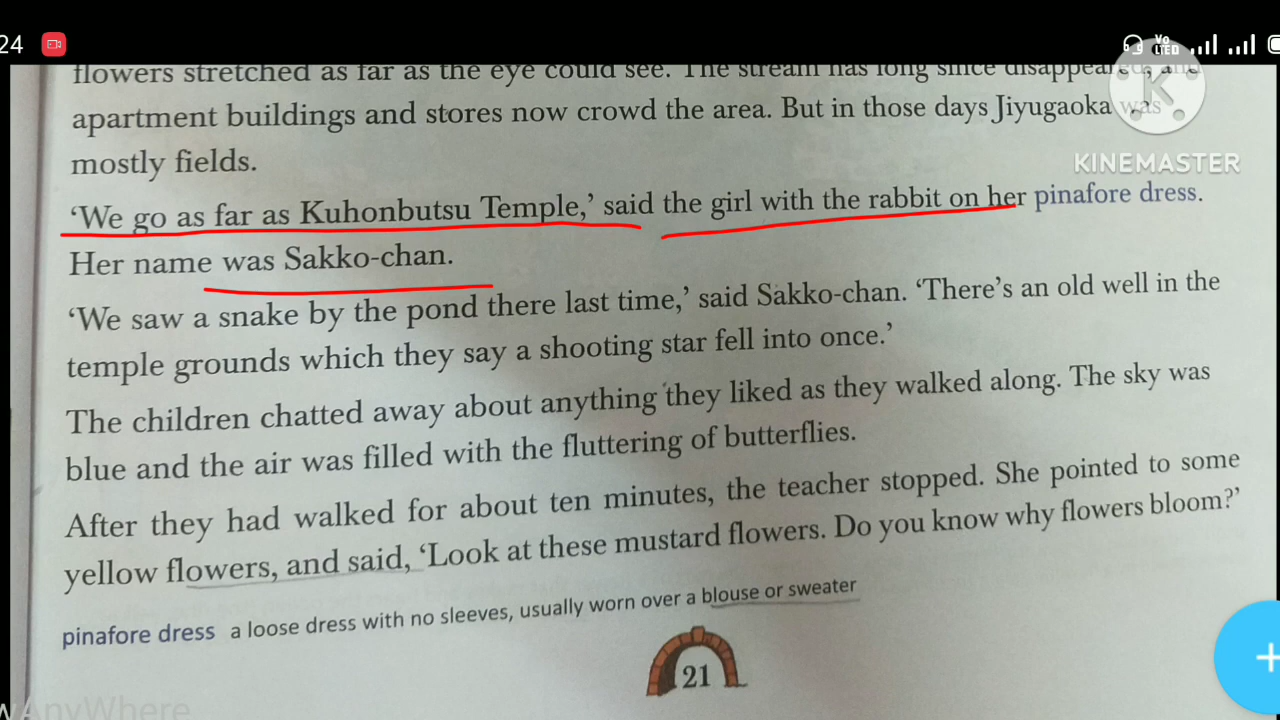 24
Vo
LTED
flowers stretched as far as the eye could see. The stream has long since disappeared, and
K
apartment buildings and stores now crowd the area. But in those days Jiyugaoka was
mostly fields.
KINEMASTER
‘We go as far as Kuhonbutsu Temple,’ said the girl with the rabbit on her pinafore dress.
Her name was Sakko-chan.
‘We saw a snake by the pond there last time,’ said Sakko-chan. ‘There’s an old well in the
temple grounds which they say a shooting star fell into once.’
The children chatted away about anything they liked as they walked along. The sky was
blue and the air was filled with the fluttering of butterflies.
After they had walked for about ten minutes, the teacher stopped. She pointed to some
yellow flowers, and said, ‘Look at these mustard flowers. Do you know why flowers bloom?’
pinafore dress a loose dress with no sleeves, usually worn over a blouse or sweater
21
wAnyWhere